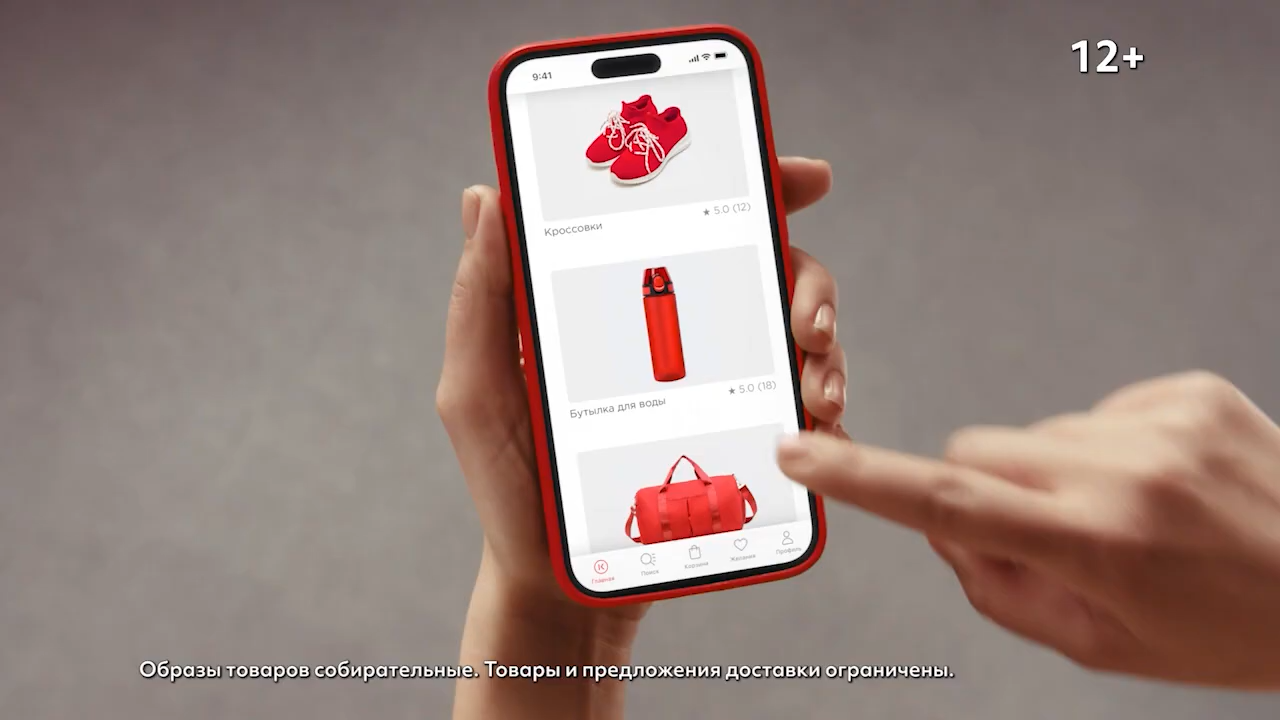 12+
9:41
★ 5.0 (12)
Кроссовки
★ 5.0 (18)
Бутылка для воды
Главная
Поиск
Корзина
Желания
Профиль
Образы товаров собирательные. Товары и предложения доставки ограничены.